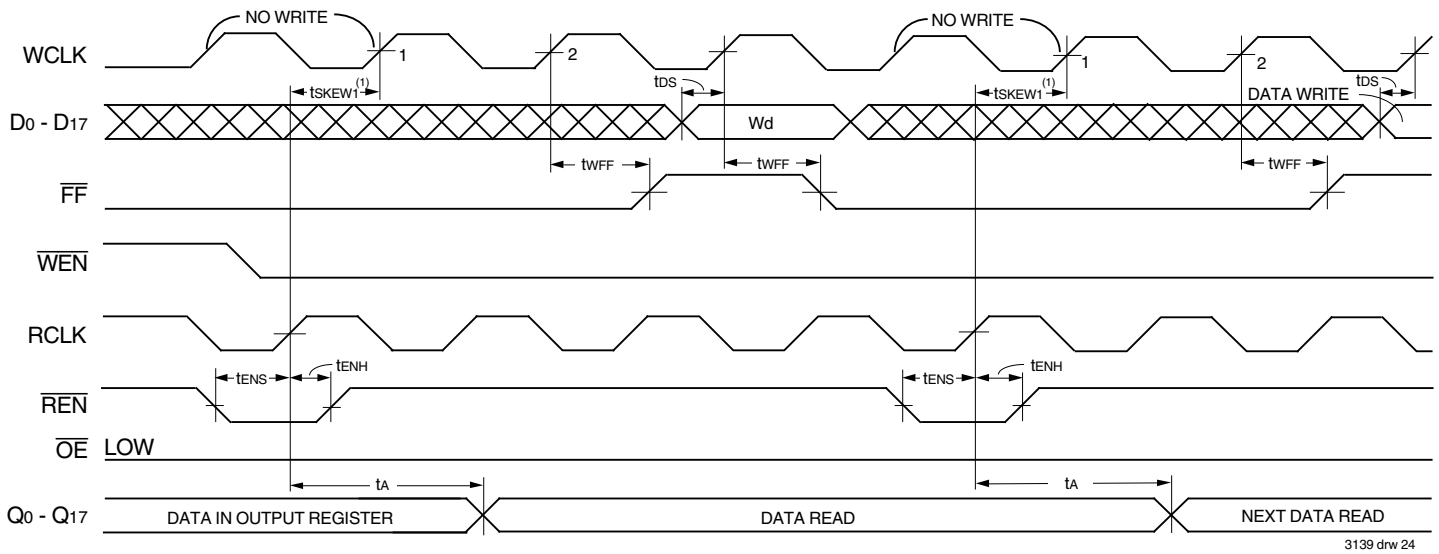 NO WRITE
NO WRITE
WCLK
1
2
1
2
tSKEW1(1)
tDS
tSKEW1(1)
tDS
DATA WRITE
D0 - D17
Wd
tWFF
tWFF
tWFF
FF
WEN
RCLK
tENS
tENH
tENS
tENH
REN
OE LOW
tA
tA
Q0 - Q17
DATA IN OUTPUT REGISTER
DATA READ
NEXT DATA READ
3139 drw 24